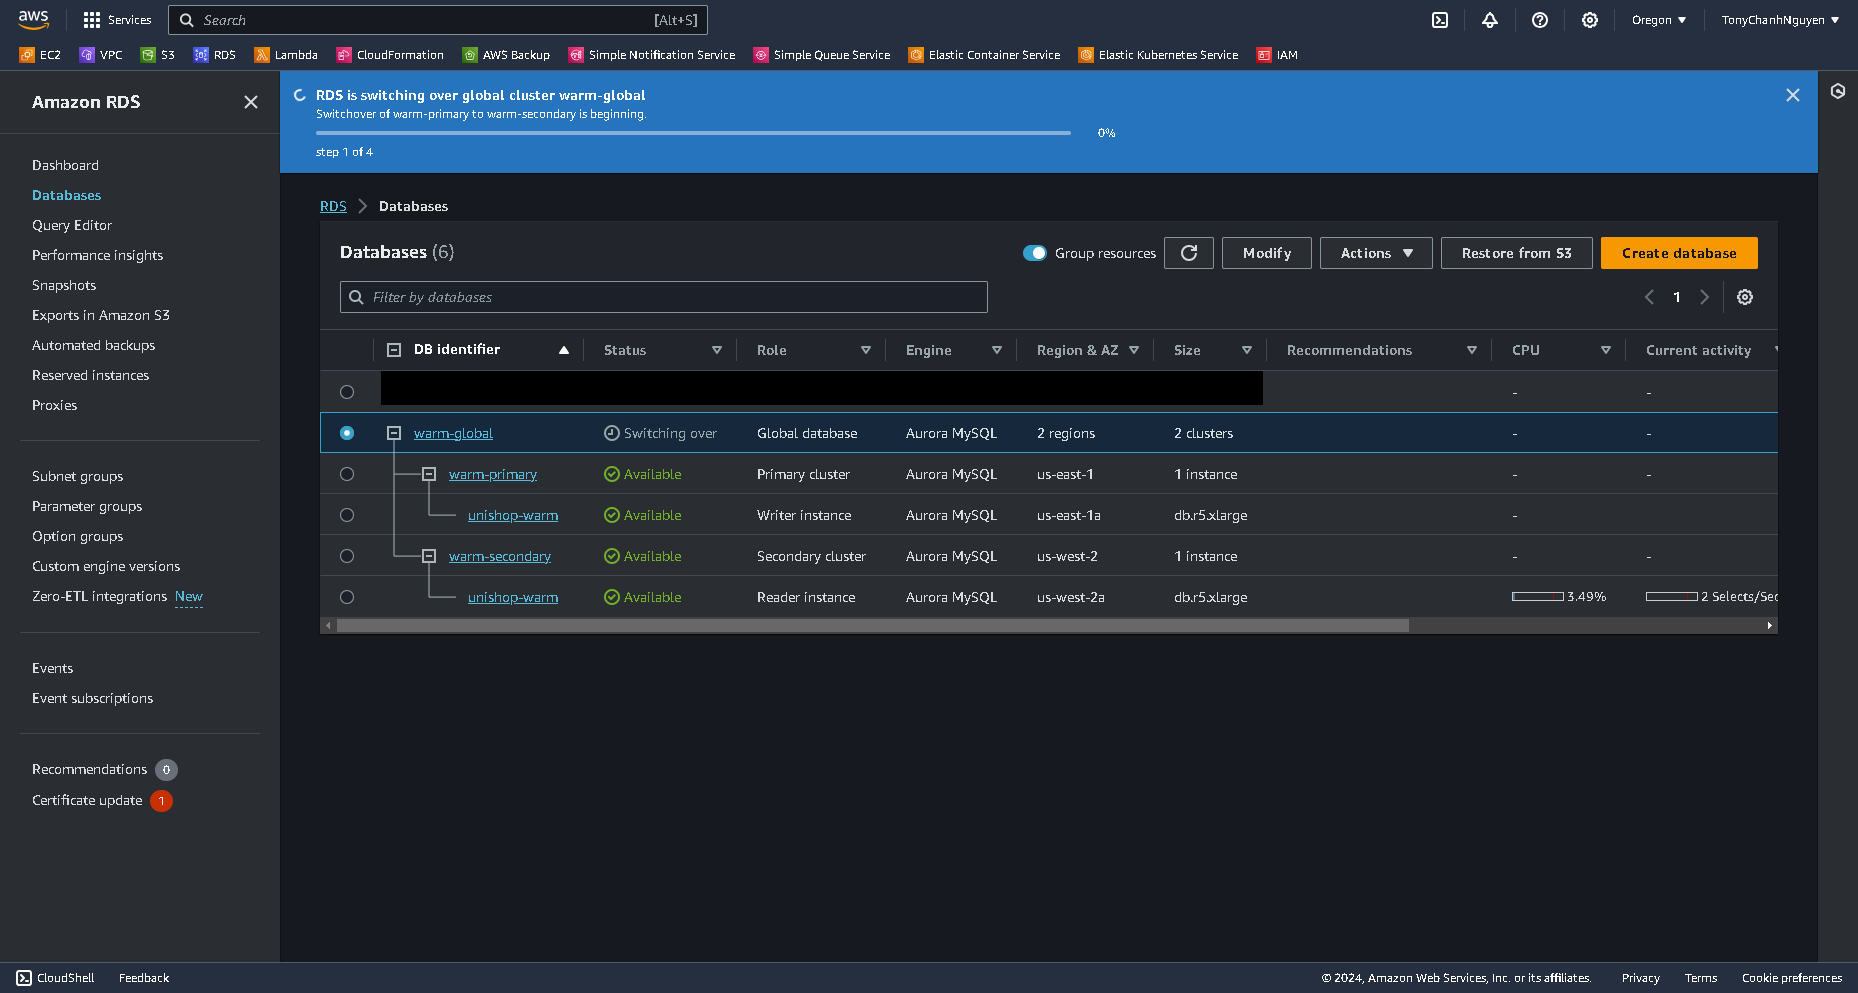 aws Services Search [Alt+S] Oregon TonyChanhNguyen
EC2 VPC S3 RDS Lambda CloudFormation AWS Backup Simple Notification Service Simple Queue Service Elastic Container Service Elastic Kubernetes Service IAM
Amazon RDS
Dashboard
Databases
Query Editor
Performance insights
Snapshots
Exports in Amazon S3
Automated backups
Reserved instances
Proxies
Subnet groups
Parameter groups
Option groups
Custom engine versions
Zero-ETL integrations New
Events
Event subscriptions
Recommendations 0
Certificate update 1
RDS is switching over global cluster warm-global
Switchover of warm-primary to warm-secondary is beginning.
0%
step 1 of 4
RDS Databases
Databases (6) Group resources Modify Actions Restore from S3 Create database
Filter by databases 1
DB identifier Status Role Engine Region & AZ Size Recommendations CPU Current activity
- -
warm-global Switching over Global database Aurora MySQL 2 regions 2 clusters - -
warm-primary Available Primary cluster Aurora MySQL us-east-1 1 instance - -
unishop-warm Available Writer instance Aurora MySQL us-east-1a db.r5.xlarge -
warm-secondary Available Secondary cluster Aurora MySQL us-west-2 1 instance - -
unishop-warm Available Reader instance Aurora MySQL us-west-2a db.r5.xlarge 3.49% 2 Selects/Sec
CloudShell Feedback © 2024, Amazon Web Services, Inc. or its affiliates. Privacy Terms Cookie preferences